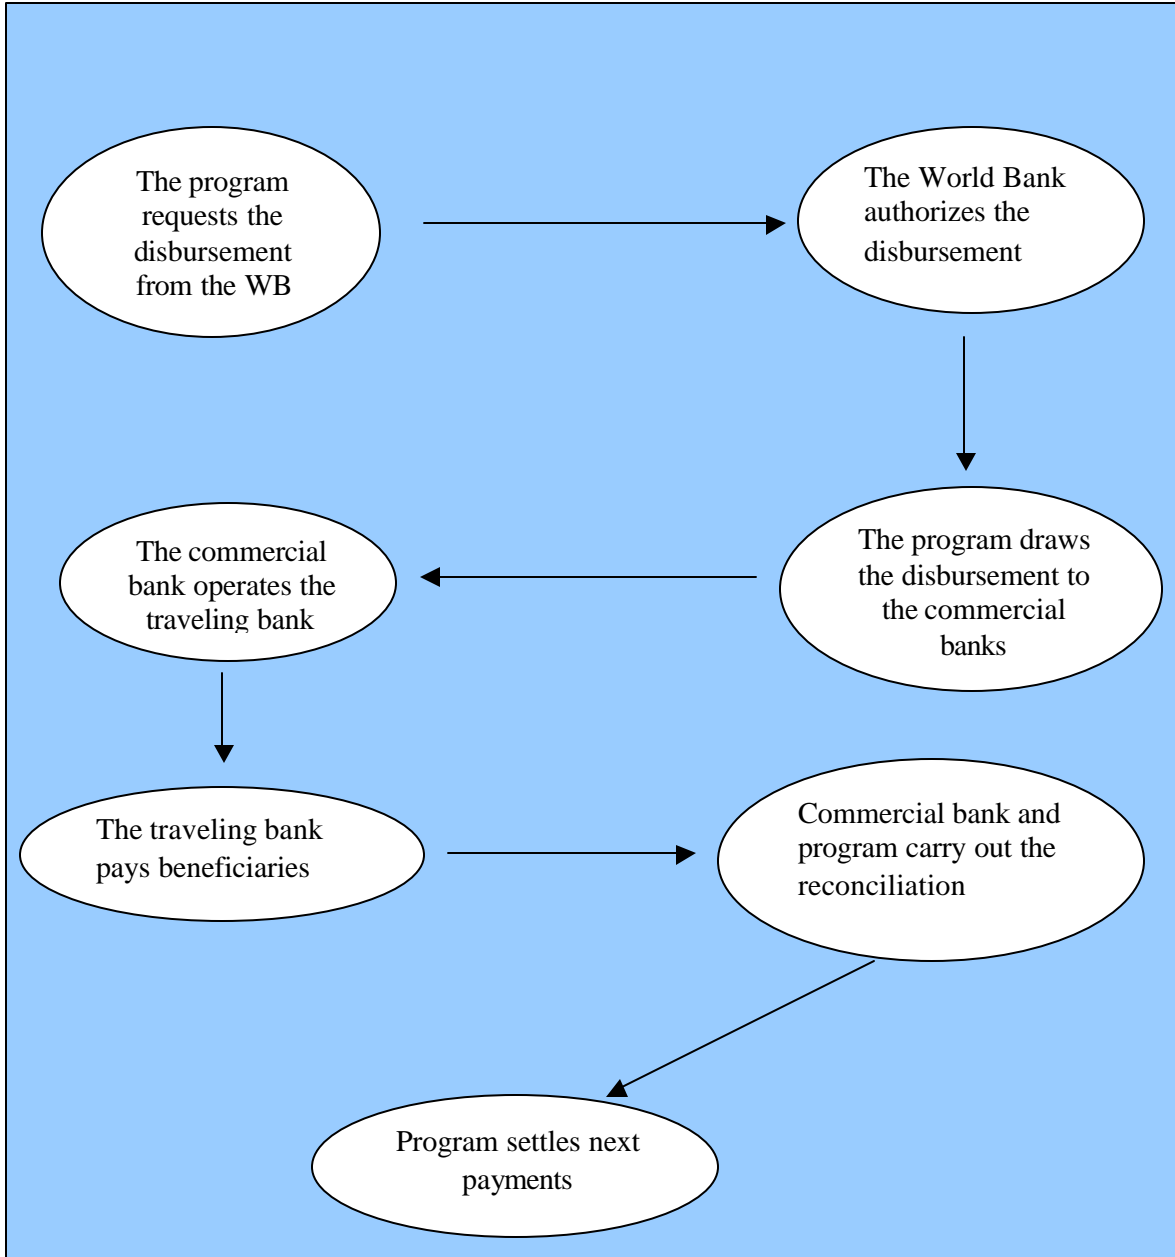 The program
requests the
disbursement
from the WB
The World Bank
authorizes the
disbursement
The program draws
the disbursement to
the commercial
banks
The commercial
bank operates the
traveling bank
The traveling bank
pays beneficiaries
Commercial bank and
program carry out the
reconciliation
Program settles next
payments